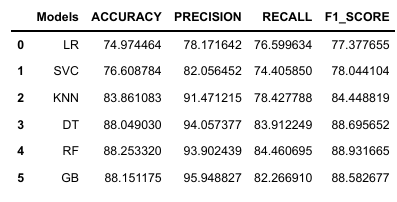 Models ACCURACY PRECISION RECALL F1_SCORE
0 LR 74.974464 78.171642 76.599634 77.377655
1 SVC 76.608784 82.056452 74.405850 78.044104
2 KNN 83.861083 91.471215 78.427788 84.448819
3 DT 88.049030 94.057377 83.912249 88.695652
4 RF 88.253320 93.902439 84.460695 88.931665
5 GB 88.151175 95.948827 82.266910 88.582677